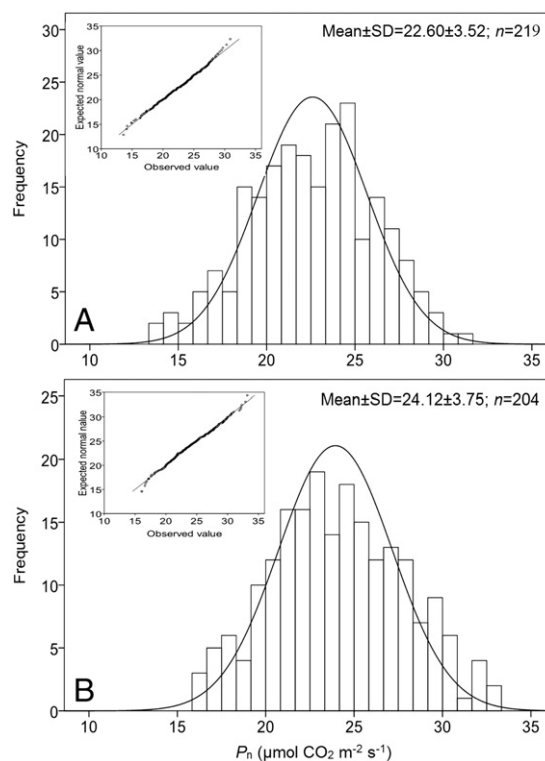 A
Mean±SD=22.60±3.52; n=219
Frequency
30
25
20
15
10
5
0
10 15 20 25 30 35
Expected normal value
35
30
25
20
15
10
10 15 20 25 30 35
Observed value
B
Mean±SD=24.12±3.75; n=204
Frequency
25
20
15
10
5
0
10 15 20 25 30 35
Expected normal nalue
35
30
25
20
15
10
10 15 20 25 30 35
Observed value
Pn (µmol CO2 m-2 s-1)